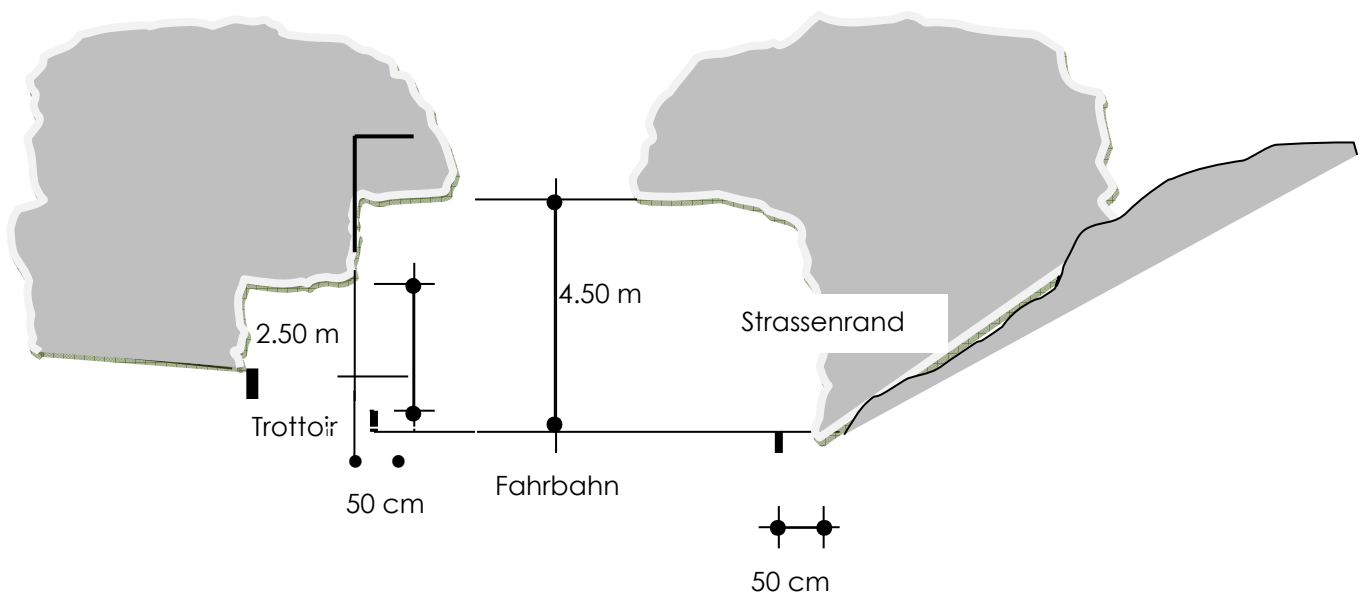 4.50 m
Strassenrand
2.50 m
Trottoir
Fahrbahn
50 cm
50 cm